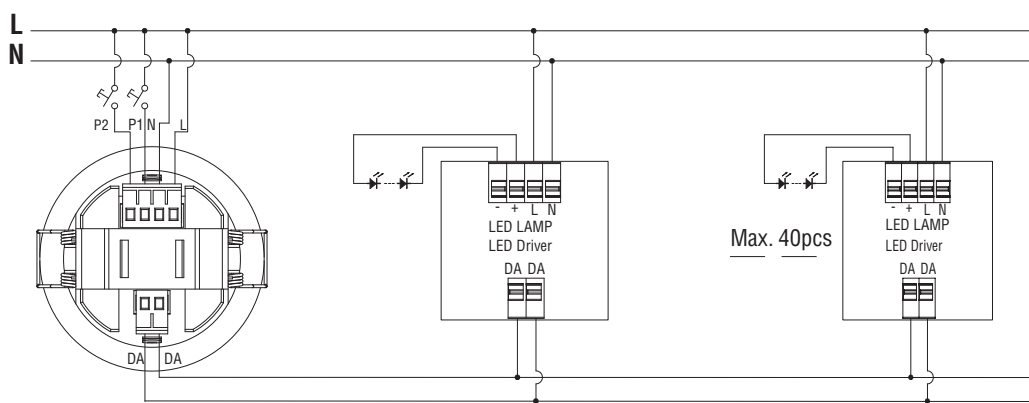 L
N
P2 P1 N L
- + L N
LED LAMP
LED Driver
DA DA
Max. 40pcs
- + L N
LED LAMP
LED Driver
DA DA
DA DA